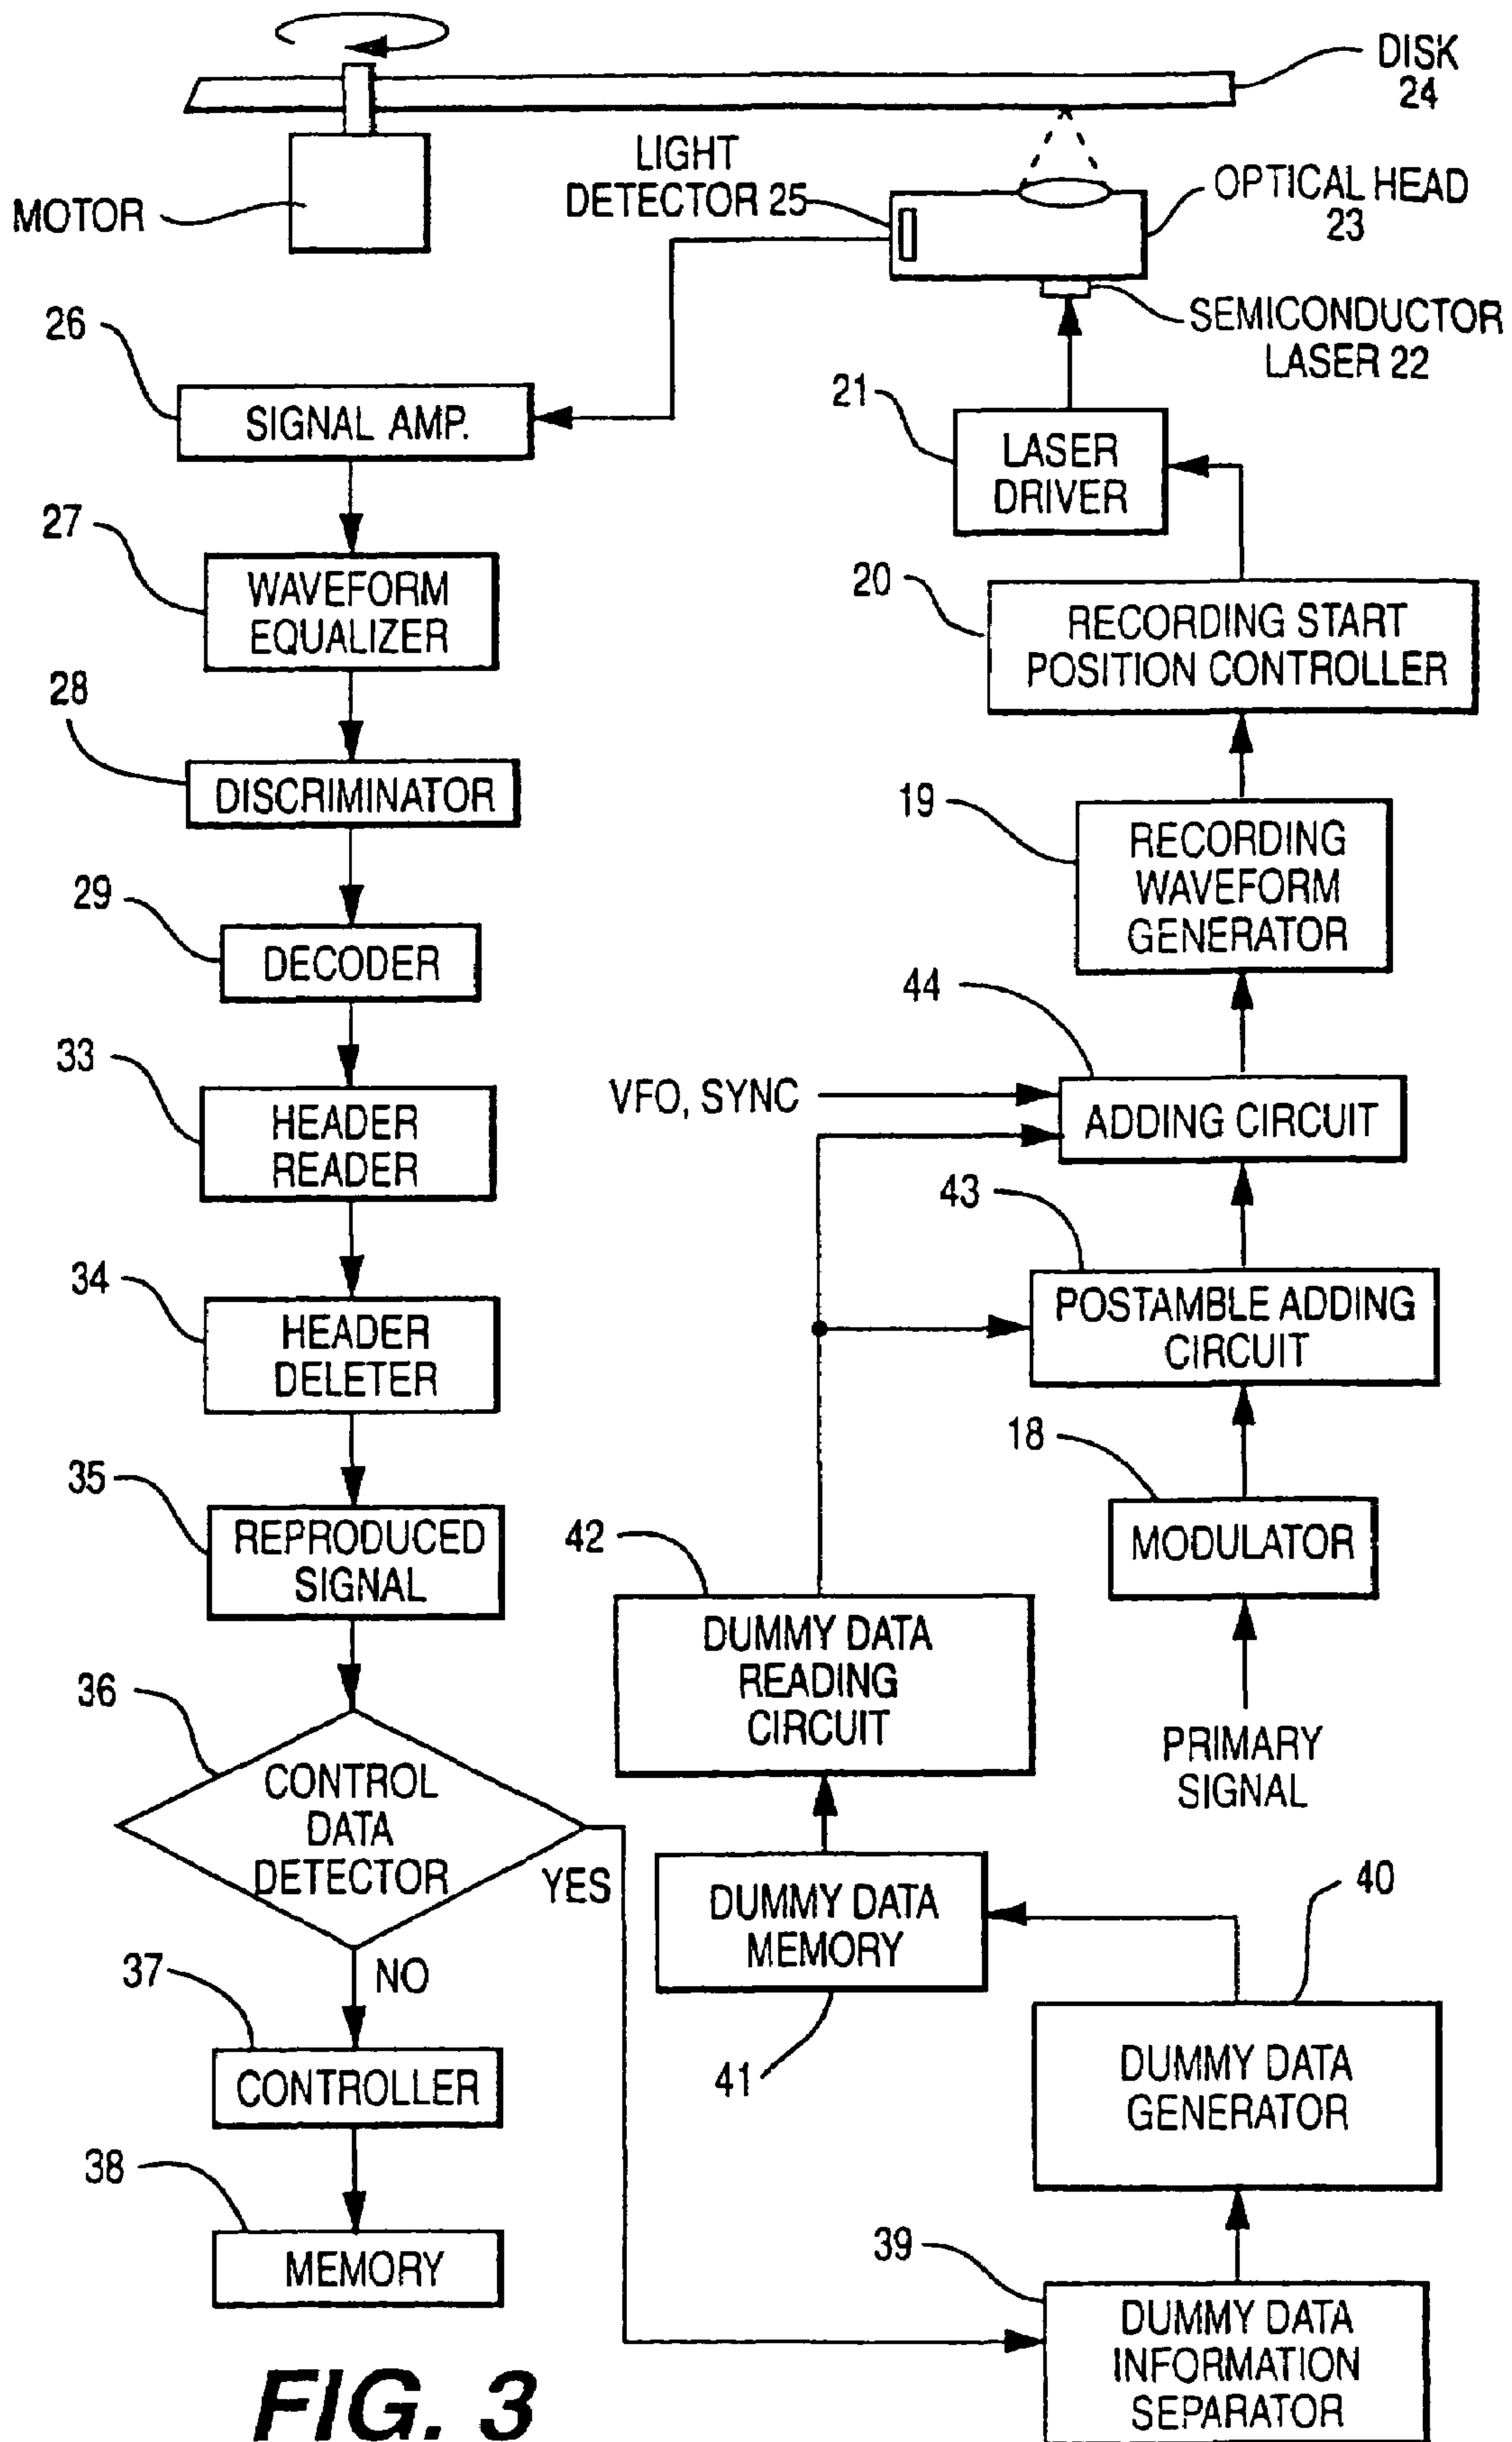 DISK
24
LIGHT
DETECTOR 25
OPTICAL HEAD
23
MOTOR
SEMICONDUCTOR
LASER 22
26
SIGNAL AMP.
21
LASER
DRIVER
27
WAVEFORM
EQUALIZER
20
RECORDING START
POSITION CONTROLLER
28
DISCRIMINATOR
19
RECORDING
WAVEFORM
GENERATOR
29
DECODER
44
VFO, SYNC
ADDING CIRCUIT
33
HEADER
READER
43
POSTAMBLE ADDING
CIRCUIT
34
HEADER
DELETER
18
MODULATOR
35
REPRODUCED
SIGNAL
42
DUMMY DATA
READING
CIRCUIT
PRIMARY
SIGNAL
36
CONTROL
DATA
DETECTOR
YES
NO
DUMMY DATA
MEMORY
41
40
DUMMY DATA
GENERATOR
37
CONTROLLER
38
MEMORY
39
DUMMY DATA
INFORMATION
SEPARATOR
FIG. 3